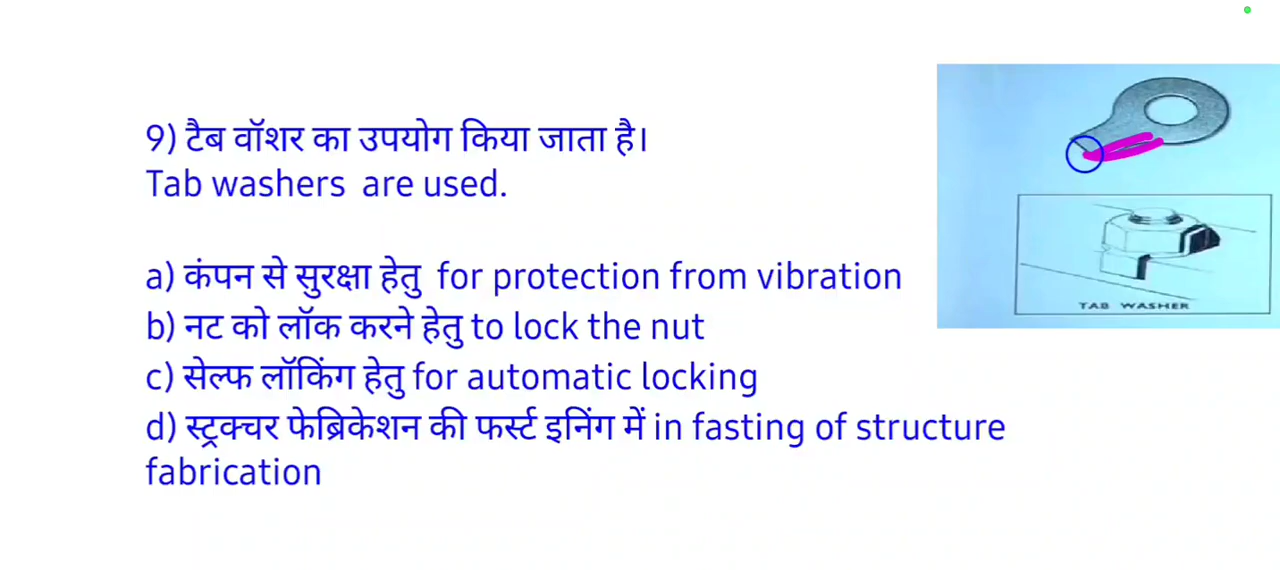 9) टैब वॉशर का उपयोग किया जाता है।
Tab washers are used.
a) कंपन से सुरक्षा हेतु for protection from vibration
b) नट को लॉक करने हेतु to lock the nut
c) सेल्फ लॉकिंग हेतु for automatic locking
d) स्ट्रक्चर फेब्रिकेशन की फर्स्ट इनिंग में in fasting of structure
fabrication
TAB WASHER